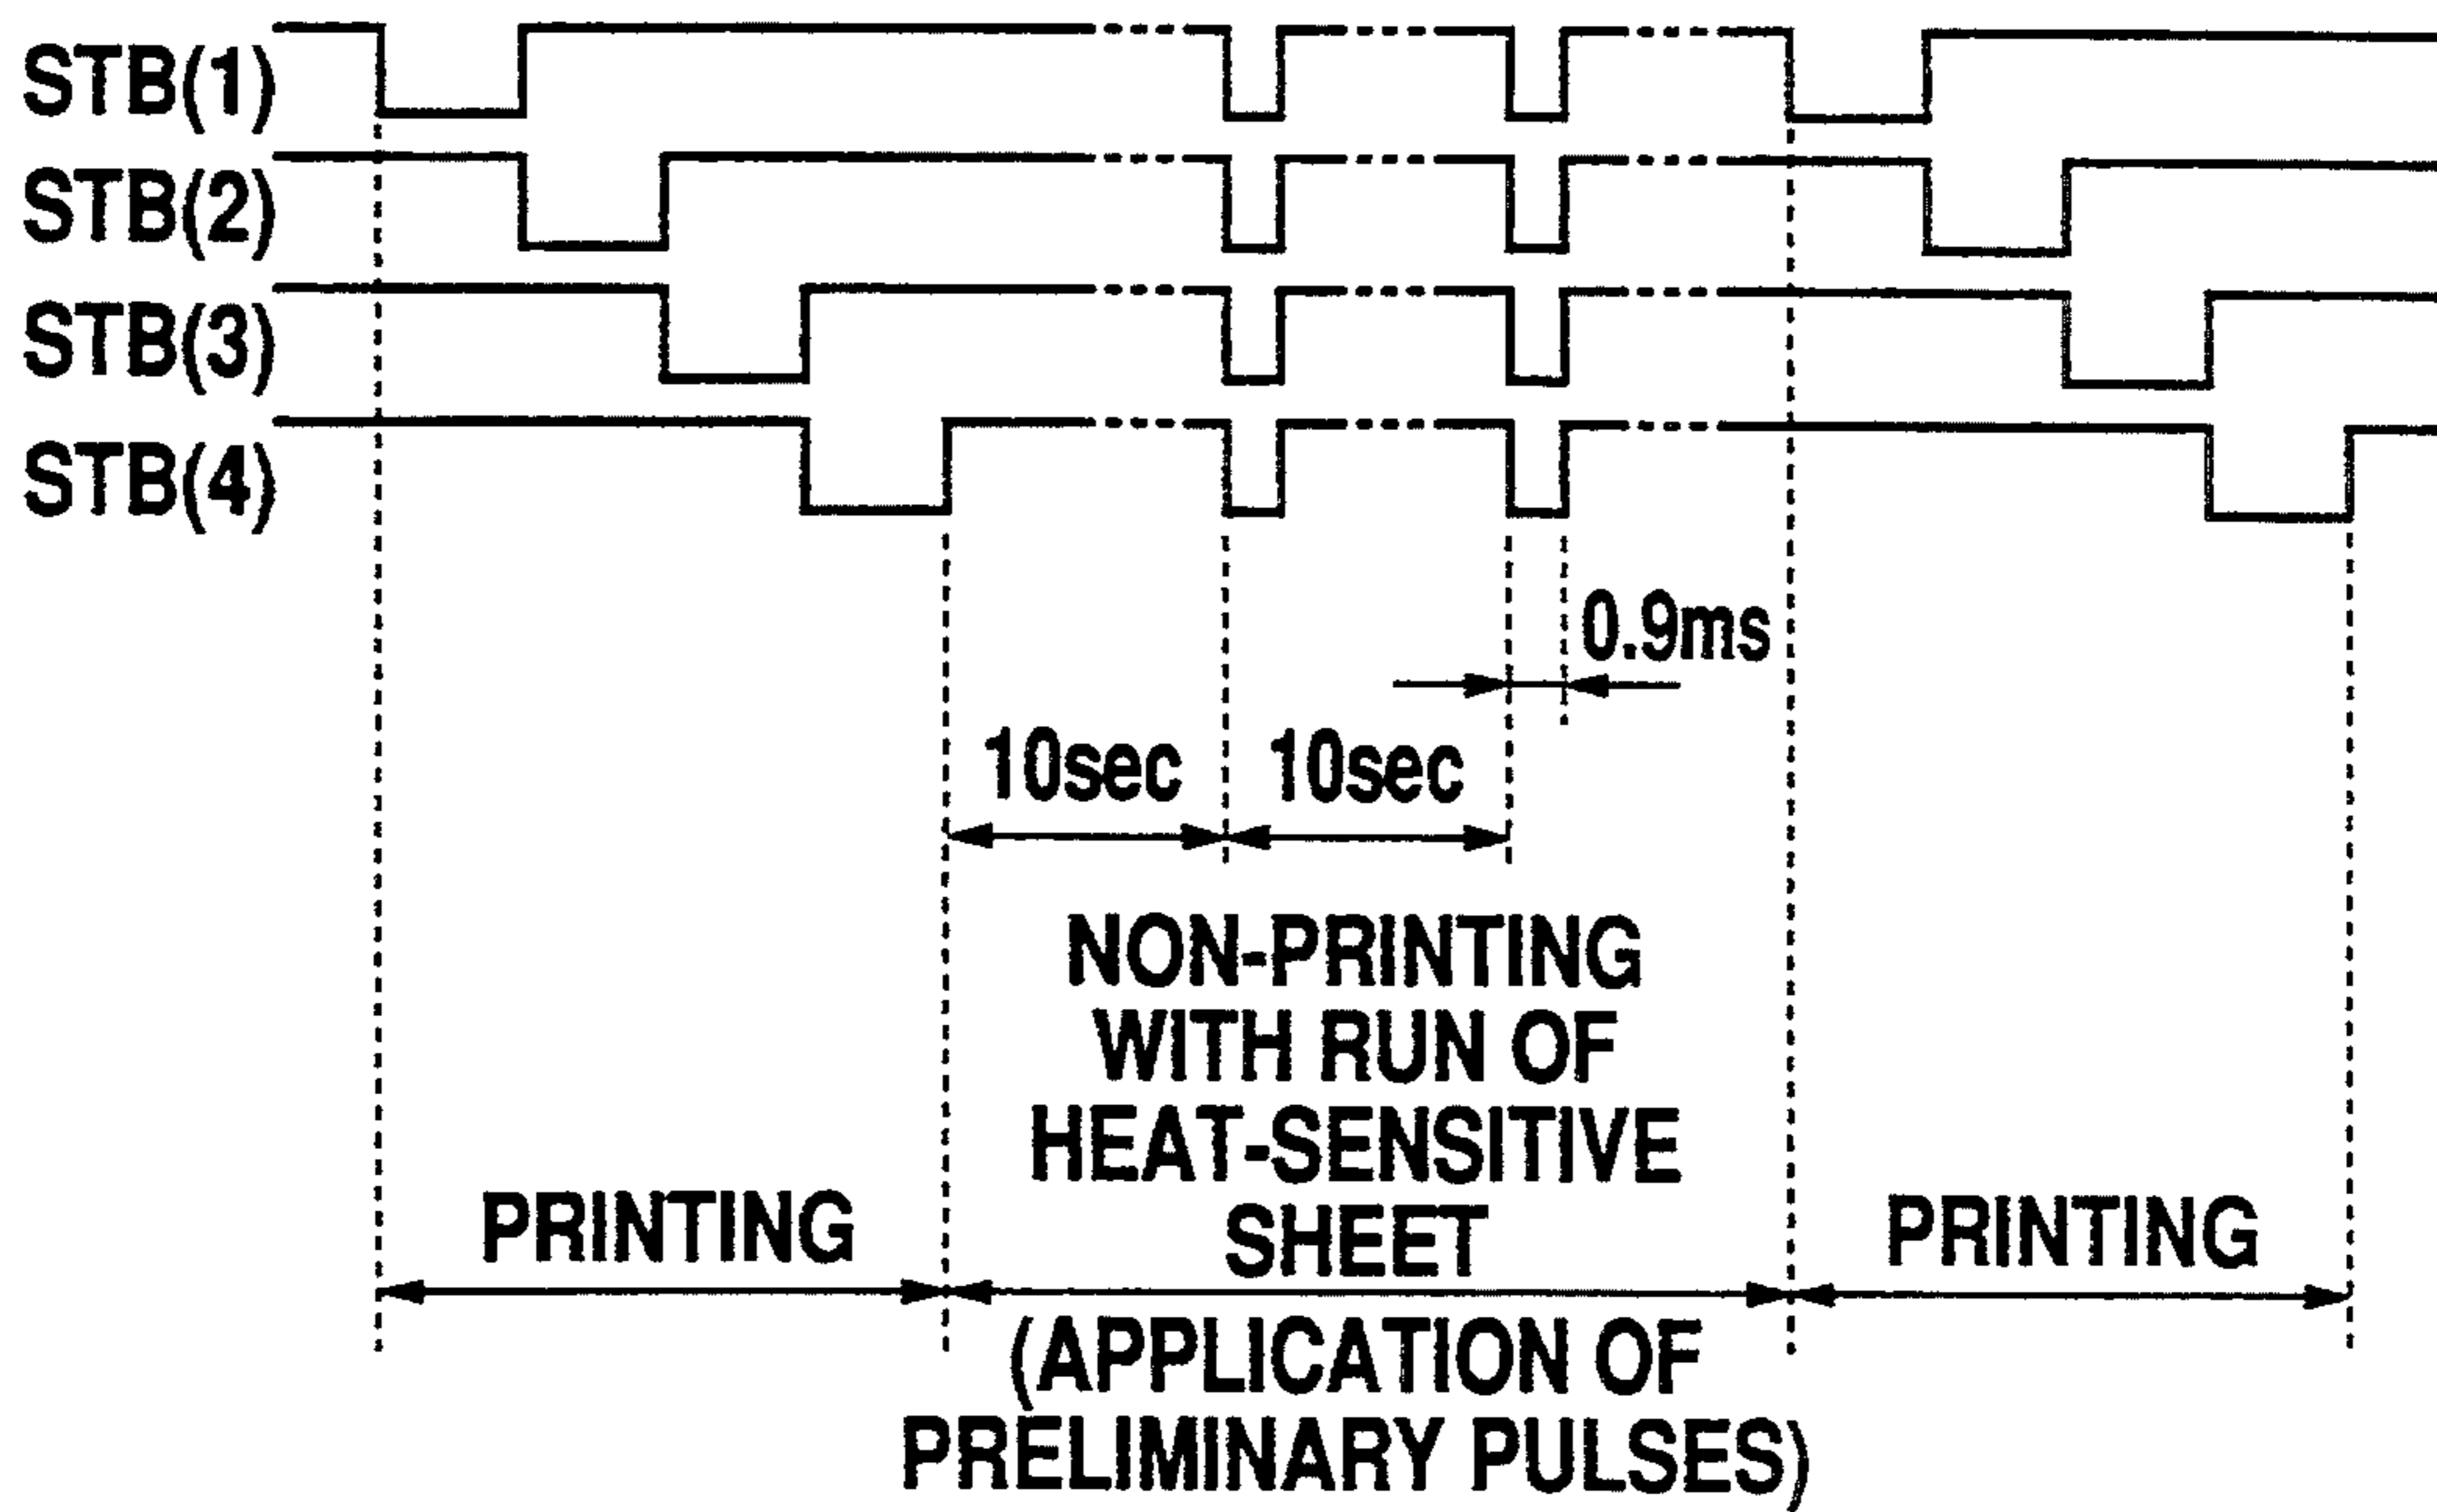 STB(1)
STB(2)
STB(3)
STB(4)
0.9ms
10sec 10sec
NON-PRINTING
WITH RUN OF
HEAT-SENSITIVE
SHEET
PRINTING
PRINTING
(APPLICATION OF
PRELIMINARY PULSES)